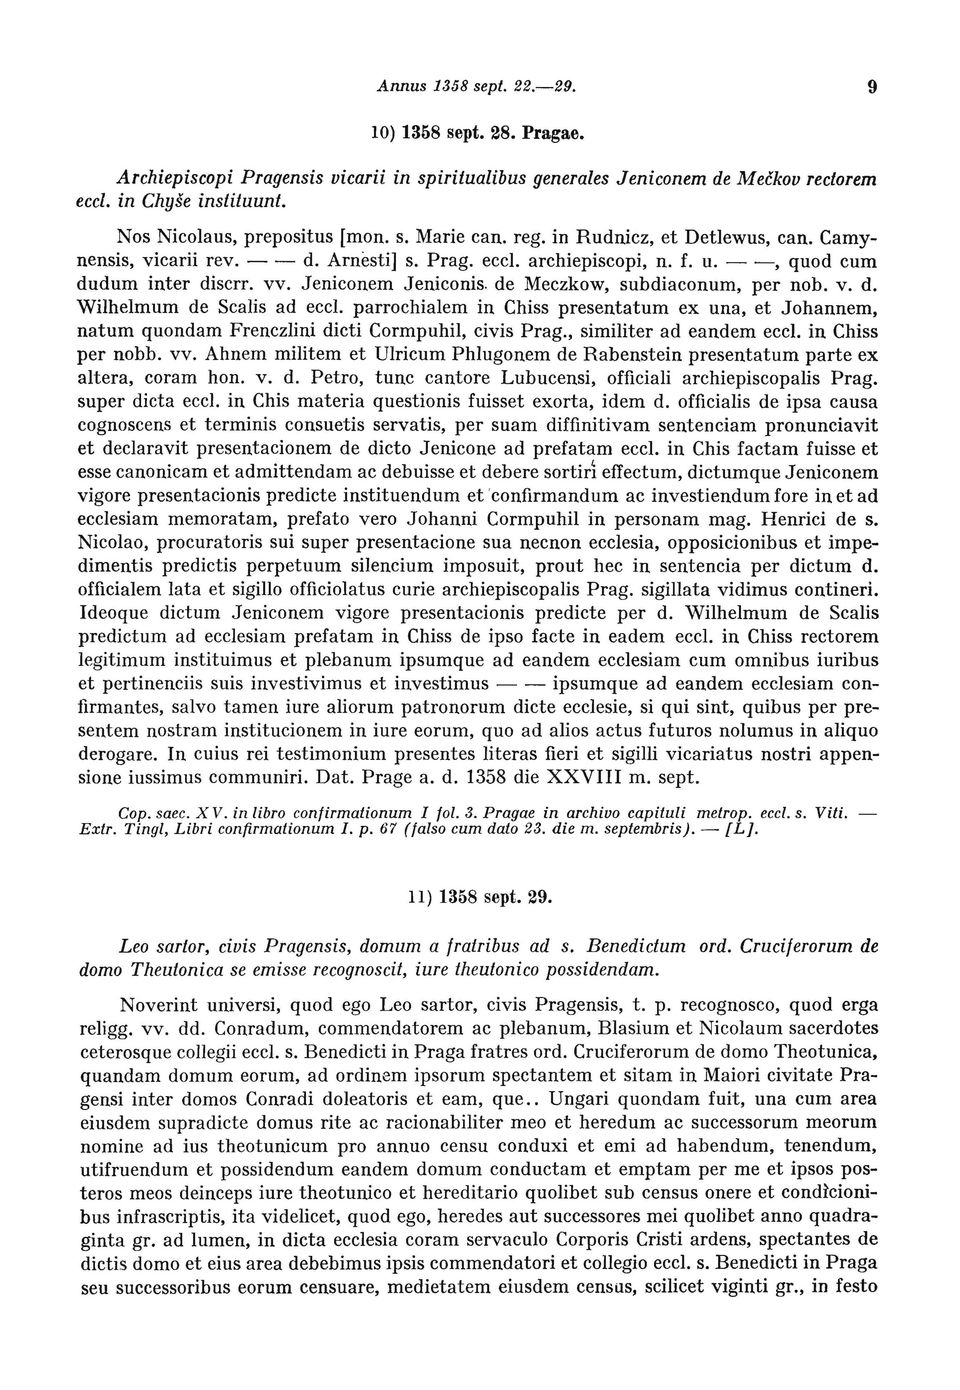 Annus 1358 sept. 22.—29. 9
10) 1358 sept. 28. Pragae.
Archiepiscopi Pragensis vicarii in spiritualibus generales Jeniconem de Mečkov rectorem
eccl. in Chyše instituunt.
Nos Nicolaus, prepositus [mon. s. Marie can. reg. in Rudnicz, et Detlewus, can. Camy-
nensis, vicarii rev. — — d. Arnesti] s. Prag. eccl. archiepiscopi, n. f. u. — —, quod cum
dudum inter discrr. vv. Jeniconem Jeniconis de Meczkow, subdiaconum, per nob. v. d.
Wilhelmum de Scalis ad eccl. parrochialem in Chiss presentatum ex una, et Johannem,
natum quondam Frenczlini dicti Cormpuhil, civis Prag., similiter ad eandem eccl. in Chiss
per nobb. vv. Ahnem militem et Ulricum Phlugonem de Rabenstein presentatum parte ex
altera, coram hon. v. d. Petro, tunc cantore Lubucensi, officiali archiepiscopalis Prag.
super dicta eccl. in Chis materia questionis fuisset exorta, idem d. officialis de ipsa causa
cognoscens et terminis consuetis servatis, per suam diffinitivam sentenciam pronunciavit
et declaravit presentacionem de dicto Jenicone ad prefatam eccl. in Chis factam fuisse et
esse canonicam et admittendam ac debuisse et debere sortiri effectum, dictumque Jeniconem
vigore presentacionis predicte instituendum et confirmandum ac investiendum fore in et ad
ecclesiam memoratam, prefato vero Johanni Cormpuhil in personam mag. Henrici de s.
Nicolao, procuratoris sui super presentacione sua necnon ecclesia, opposicionibus et impe-
dimentis predictis perpetuum silencium imposuit, prout hec in sentencia per dictum d.
officialem lata et sigillo officiolatus curie archiepiscopalis Prag. sigillata vidimus contineri.
Ideoque dictum Jeniconem vigore presentacionis predicte per d. Wilhelmum de Scalis
predictum ad ecclesiam prefatam in Chiss de ipso facte in eadem eccl. in Chiss rectorem
legitimum instituimus et plebanum ipsumque ad eandem ecclesiam cum omnibus iuribus
et pertinenciis suis investivimus et investimus — — ipsumque ad eandem ecclesiam con-
firmantes, salvo tamen iure aliorum patronorum dicte ecclesie, si qui sint, quibus per pre-
sentem nostram institucionem in iure eorum, quo ad alios actus futuros nolumus in aliquo
derogare. In cuius rei testimonium presentes literas fieri et sigilli vicariatus nostri appen-
sione iussimus communiri. Dat. Prage a. d. 1358 die XXVIII m. sept.
Cop. saec. XV. in libro confirmationum I fol. 3. Pragae in archivo capituli metrop. eccl. s. Viti. —
Extr. Tingl, Libri confirmationum I. p. 67 (falso cum dato 23. die m. septembris). — [L].
11) 1358 sept. 29.
Leo sartor, civis Pragensis, domum a fratribus ad s. Benedictum ord. Cruciferorum de
domo Theutonica se emisse recognoscit, iure theutonico possidendam.
Noverint universi, quod ego Leo sartor, civis Pragensis, t. p. recognosco, quod erga
religg. vv. dd. Conradum, commendatorem ac plebanum, Blasium et Nicolaum sacerdotes
ceterosque collegii eccl. s. Benedicti in Praga fratres ord. Cruciferorum de domo Theotunica,
quandam domum eorum, ad ordinem ipsorum spectantem et sitam in Maiori civitate Pra-
gensi inter domos Conradi doleatoris et eam, que.. Ungari quondam fuit, una cum area
eiusdem supradicte domus rite ac racionabiliter meo et heredum ac successorum meorum
nomine ad ius theotunicum pro annuo censu conduxi et emi ad habendum, tenendum,
utifruendum et possidendum eandem domum conductam et emptam per me et ipsos pos-
teros meos deinceps iure theotunico et hereditario quolibet sub census onere et condicioni-
bus infrascriptis, ita videlicet, quod ego, heredes aut successores mei quolibet anno quadra-
ginta gr. ad lumen, in dicta ecclesia coram servaculo Corporis Cristi ardens, spectantes de
dictis domo et eius area debebimus ipsis commendatori et collegio eccl. s. Benedicti in Praga
seu successoribus eorum censuare, medietatem eiusdem census, scilicet viginti gr., in festo